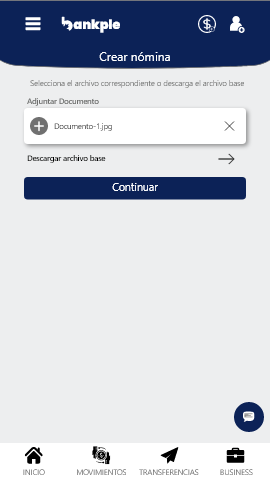 bankple
Crear nómina
Selecciona el archivo correspondiente o descarga el archivo base
Adjuntar Documento
Documento-1.jpg
Descargar archivo base
Continuar
INICIO MOVIMIENTOS TRANSFERENCIAS BUSINESS